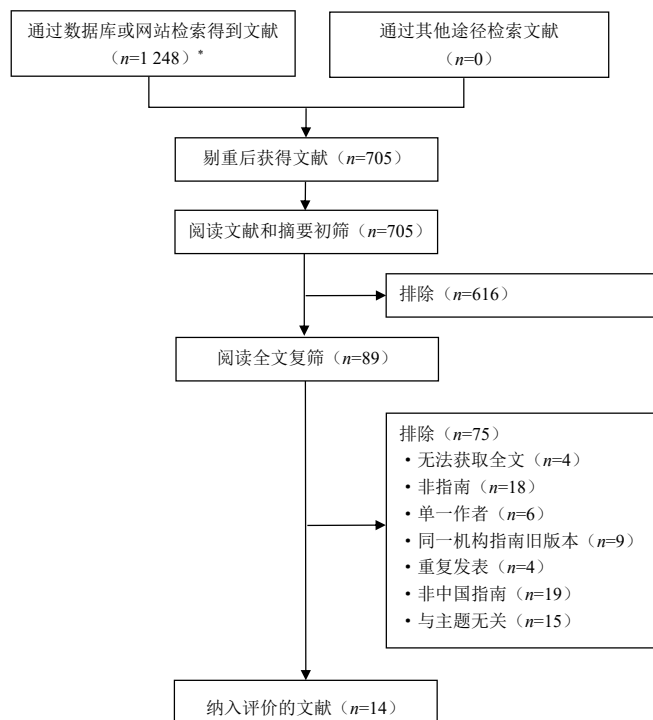 通过数据库或网站检索得到文献
（n=1 248）*
通过其他途径检索文献
（n=0）
剔重后获得文献（n=705）
阅读文献和摘要初筛（n=705）
排除（n=616）
阅读全文复筛（n=89）
排除（n=75）
・无法获取全文（n=4）
・非指南（n=18）
・单一作者（n=6）
・同一机构指南旧版本（n=9）
・重复发表（n=4）
・非中国指南（n=19）
・与主题无关（n=15）
纳入评价的文献（n=14）